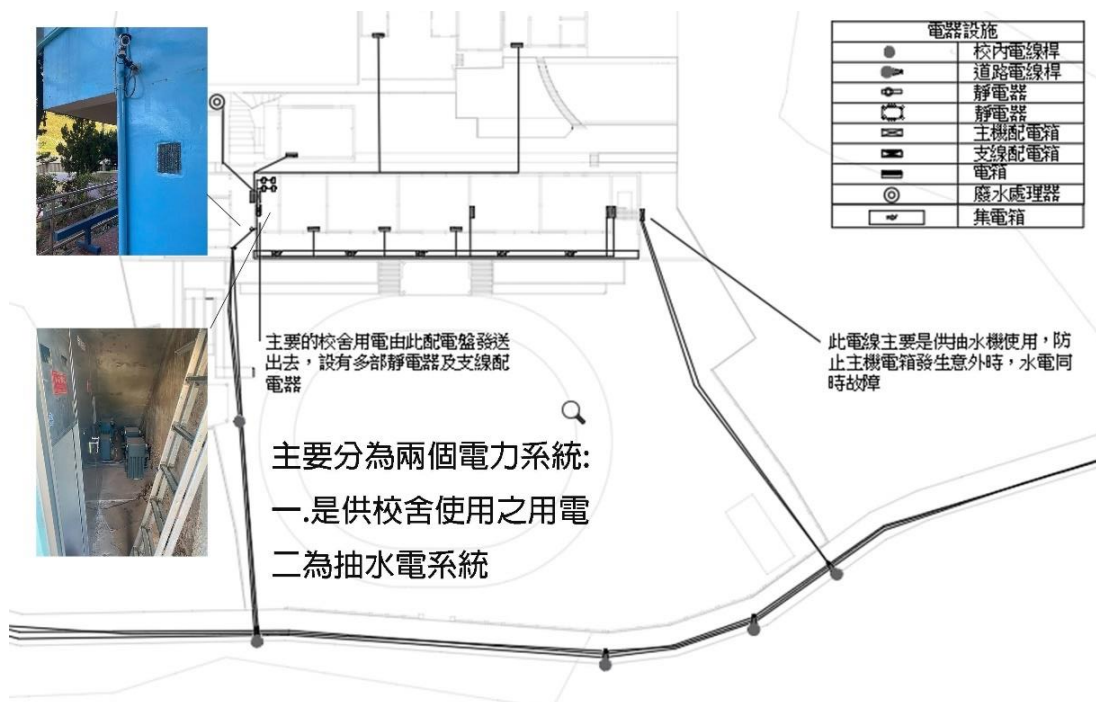 電器設施
校內電線桿
道路電線桿
靜電器
靜電器
主機配電箱
支線配電箱
電箱
廢水處理器
集電箱
主要的校舍用電由此配電盤發送
出去，設有多部靜電器及支線配
電器
此電線主要是供抽水機使用，防
止主機電箱發生意外時，水電同
時故障
主要分為兩個電力系統:
一.是供校舍使用之用電
二為抽水電系統